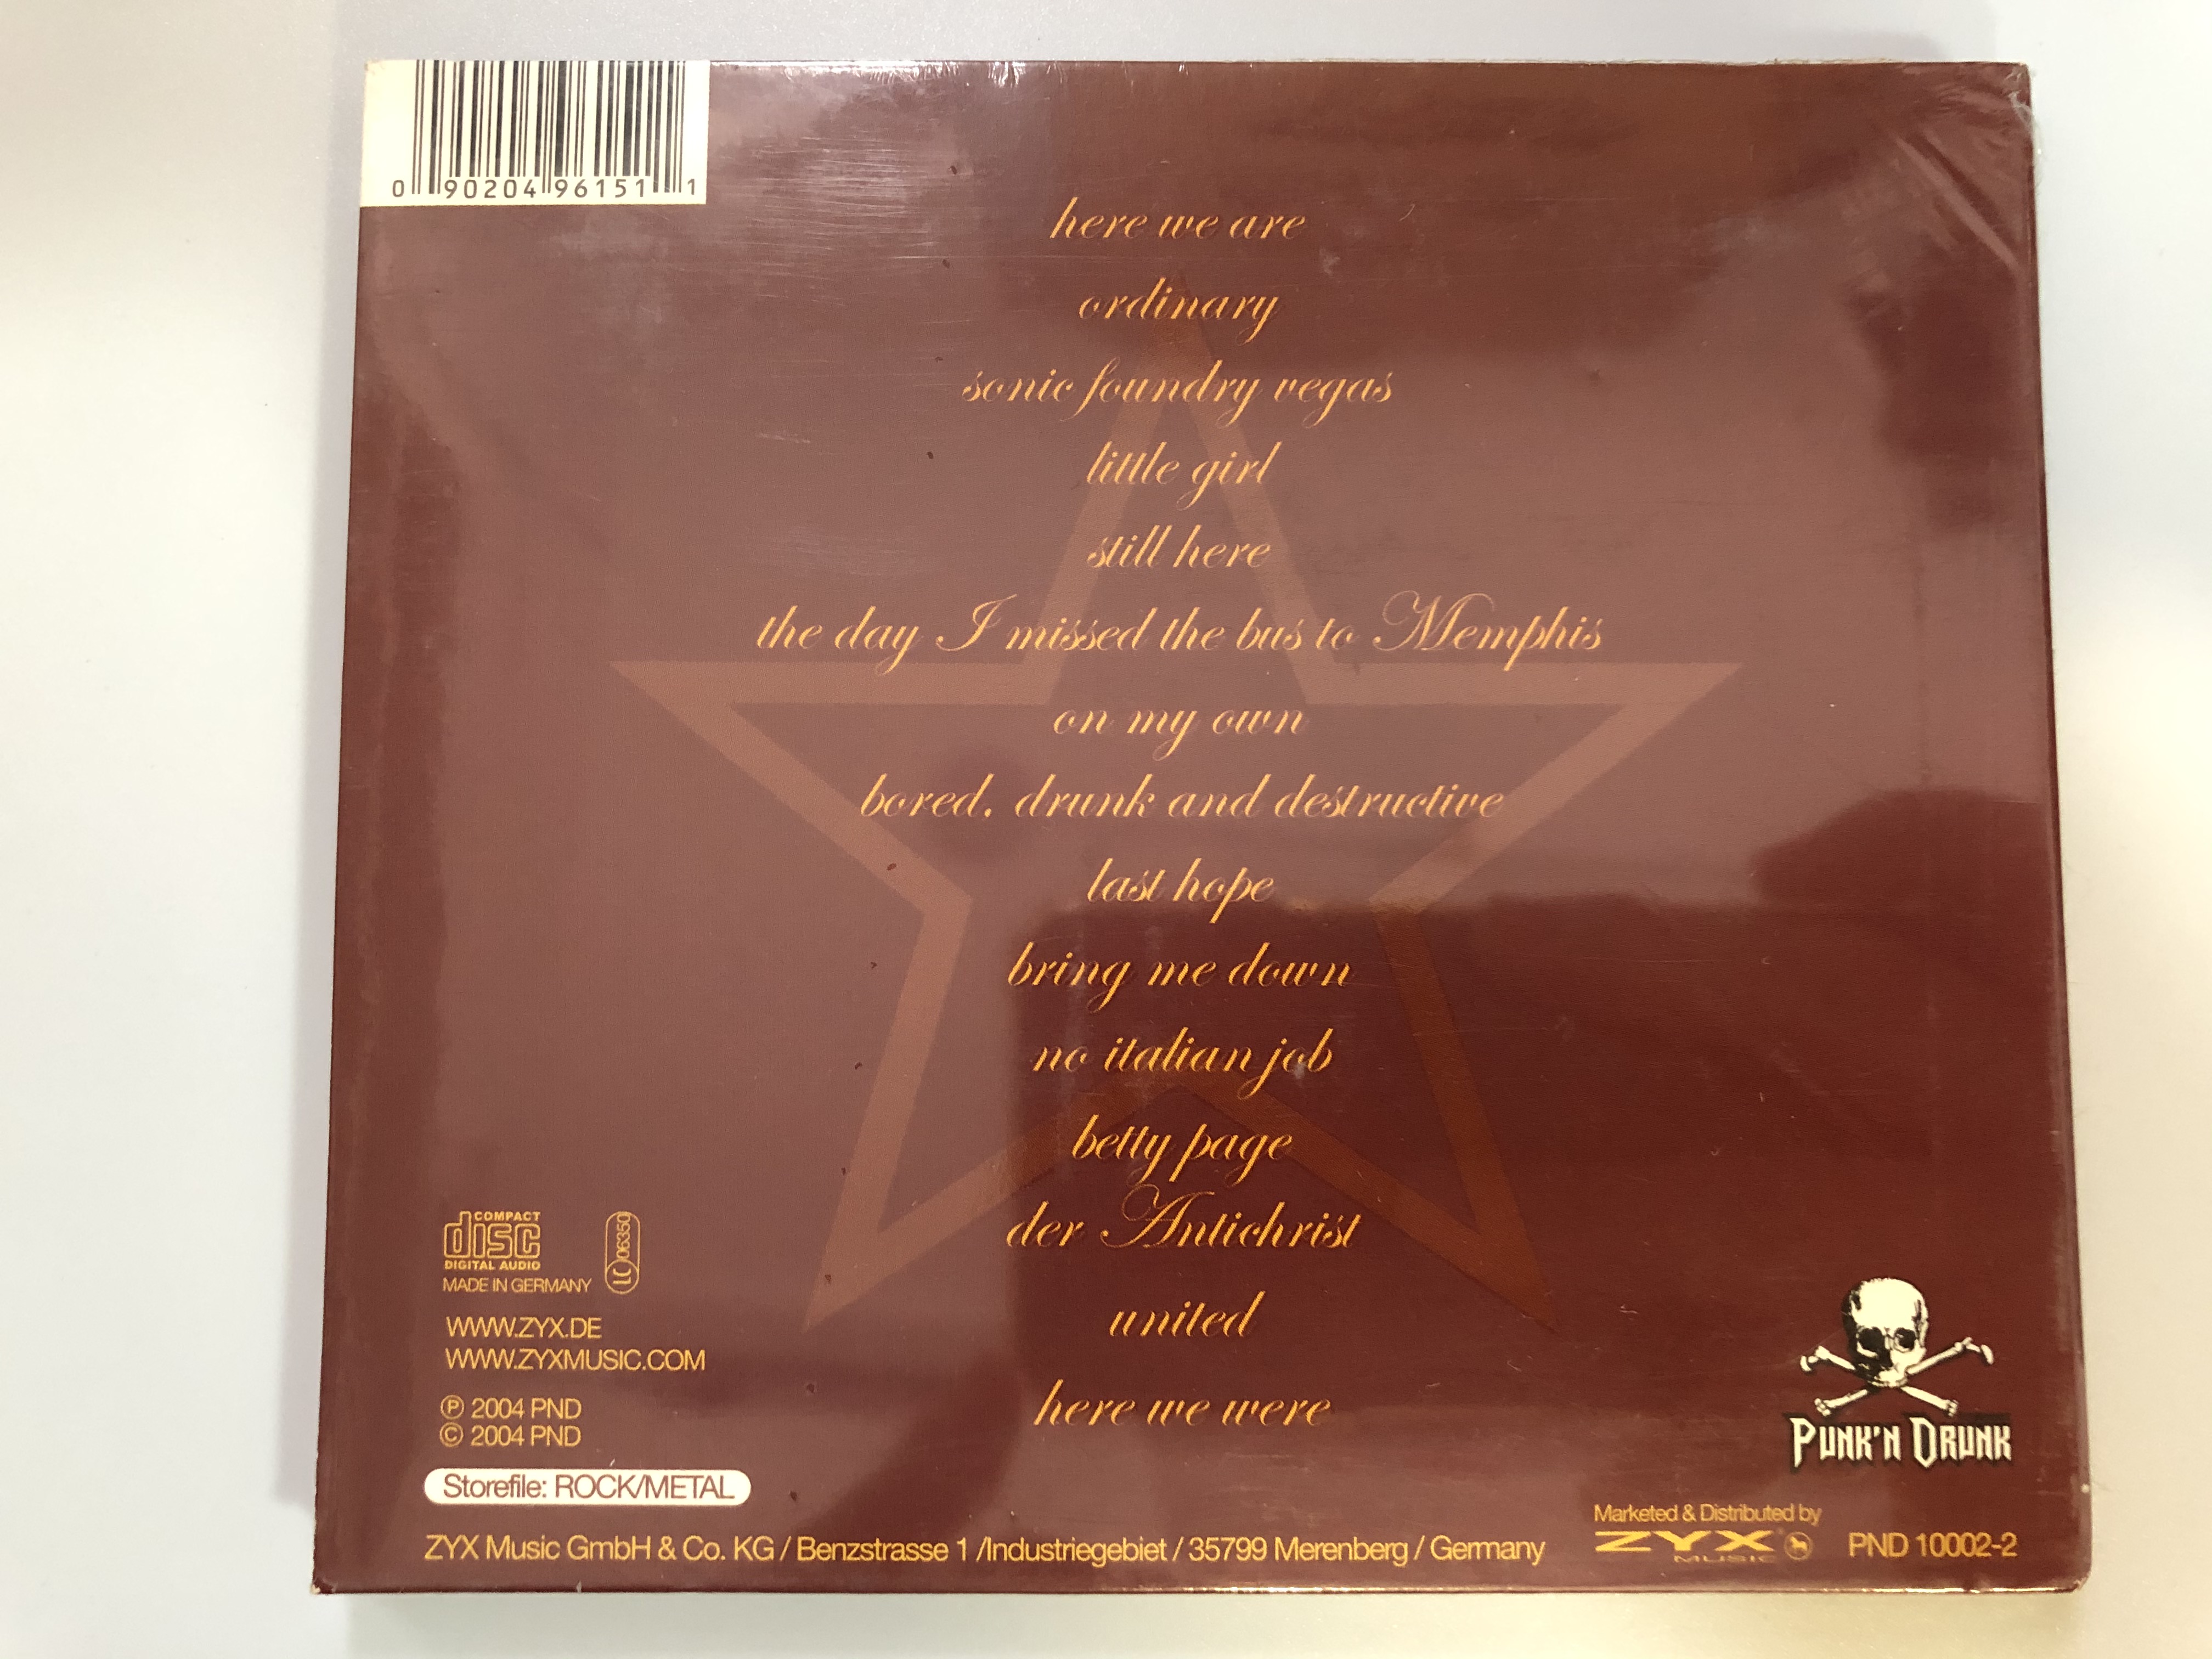 0 90204 96151 1
here we are
ordinary
sonic foundry vegas
little girl
still here
the day I missed the bus to Memphis
on my own
bored. drunk and destructive
last hope
bring me down
no italian job
betty page
der Antichrist
united
here we were
COMPACT
disc
DIGITAL AUDIO
MADE IN GERMANY
LC 06350
WWW.ZYX.DE
WWW.ZYXMUSIC.COM
℗ 2004 PND
© 2004 PND
Storefile: ROCK/METAL
ZYX Music GmbH & Co. KG / Benzstrasse 1 /Industriegebiet / 35799 Merenberg / Germany
PUNK'N DRUNK
Marketed & Distributed by
ZYX
MUSIC
PND 10002-2